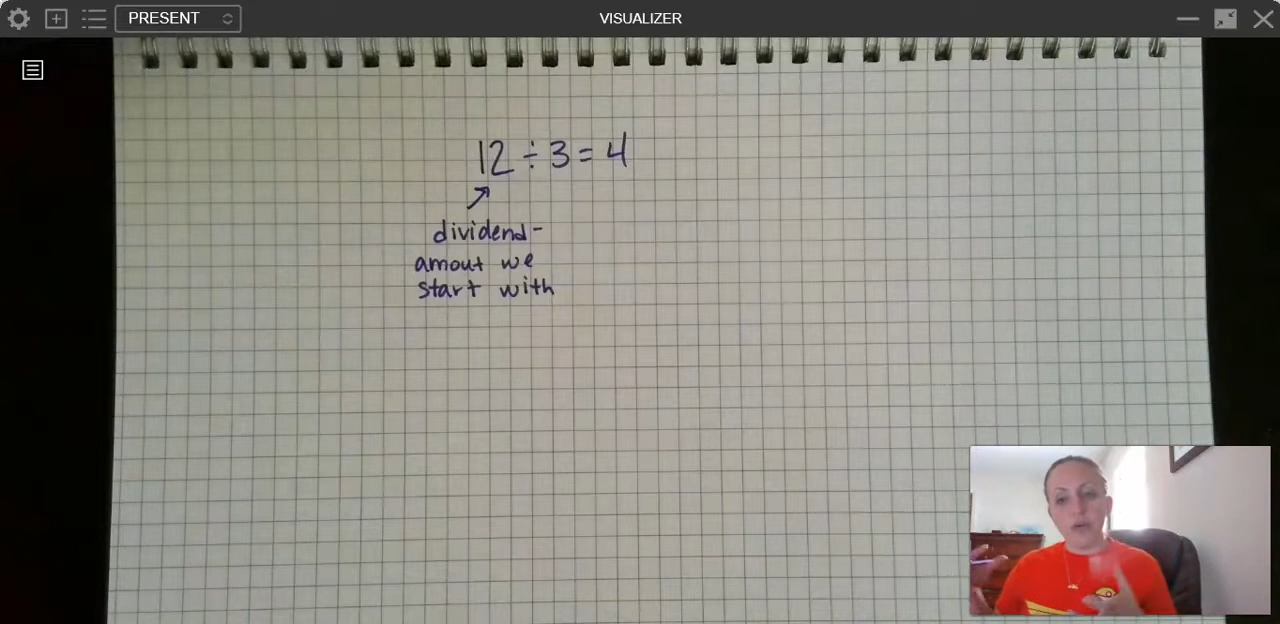 PRESENT
VISUALIZER
12 ÷ 3 = 4
dividend-
amout we
start with